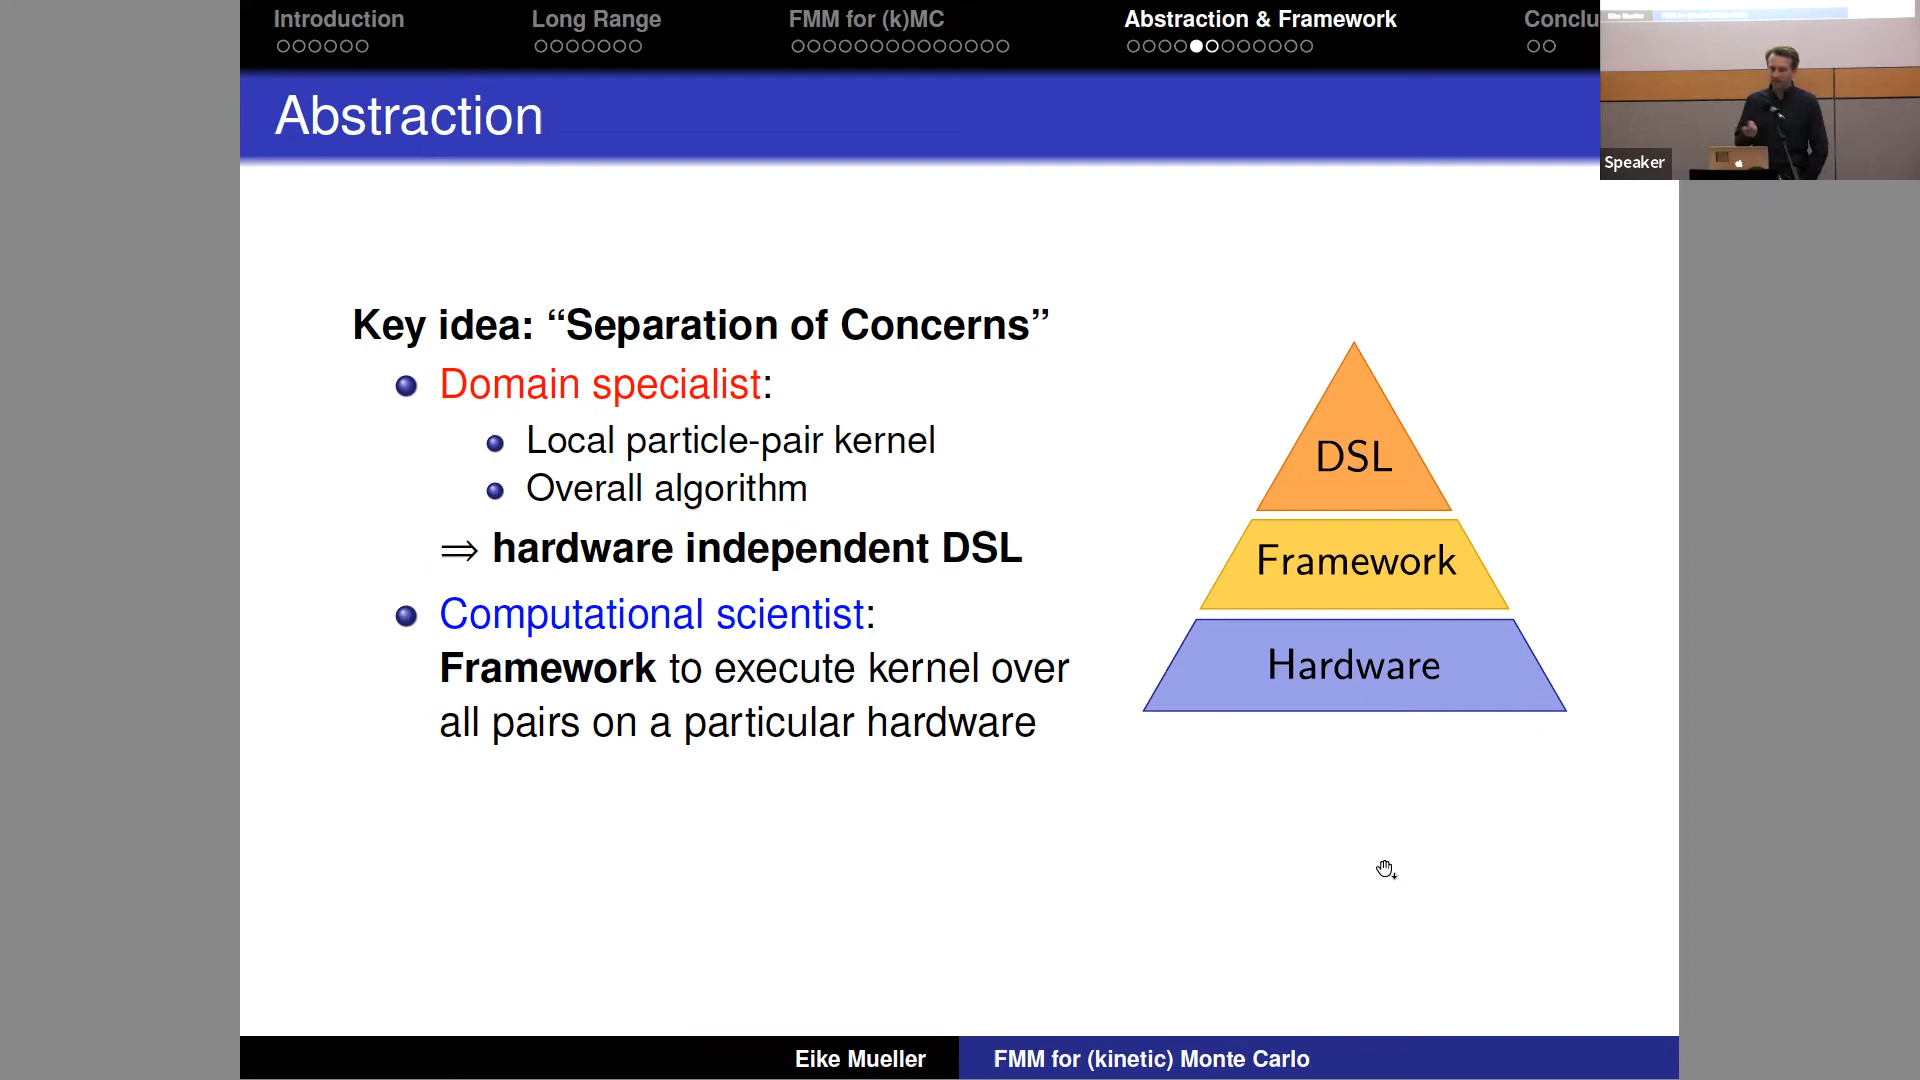 Introduction
Long Range
FMM for (k)MC
Abstraction & Framework
Conclu
Abstraction
Speaker
Key idea: “Separation of Concerns”
Domain specialist:
Local particle-pair kernel
Overall algorithm
⇒ hardware independent DSL
Computational scientist:
Framework to execute kernel over
all pairs on a particular hardware
DSL
Framework
Hardware
Eike Mueller
FMM for (kinetic) Monte Carlo